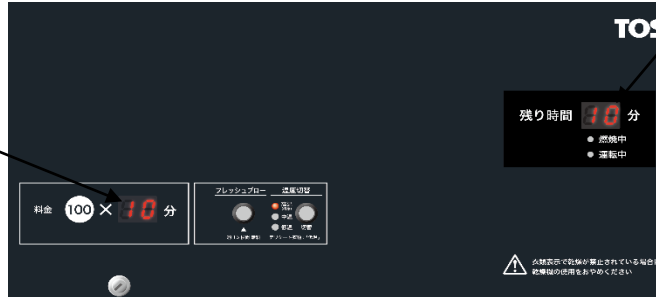 TOS
残り時間 10 分
燃焼中
運転中
料金 100 × 10 分
フレッシュブロー 温度切替
中温
低温 切替
衣類表示で乾燥が禁止されている場合
乾燥機の使用をおやめください